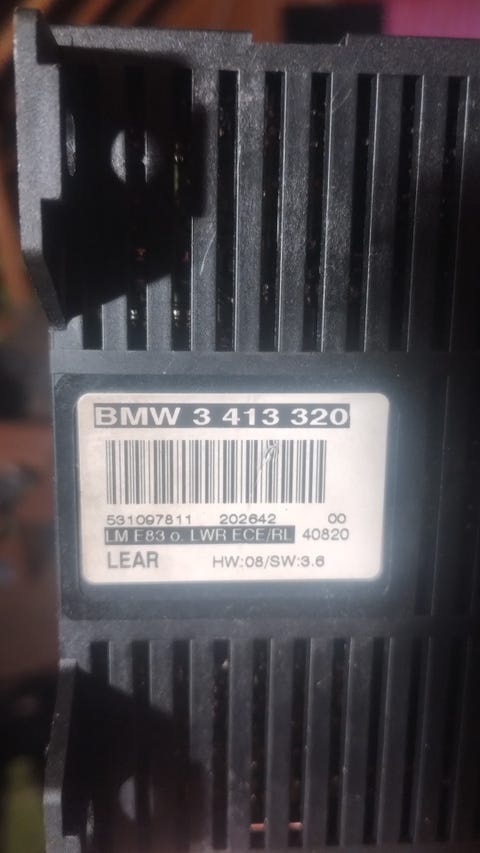 BMW 3 413 320
531097811 202642 00
LM E83 o. LWR ECE/RL 40820
LEAR HW:08/SW:3.6